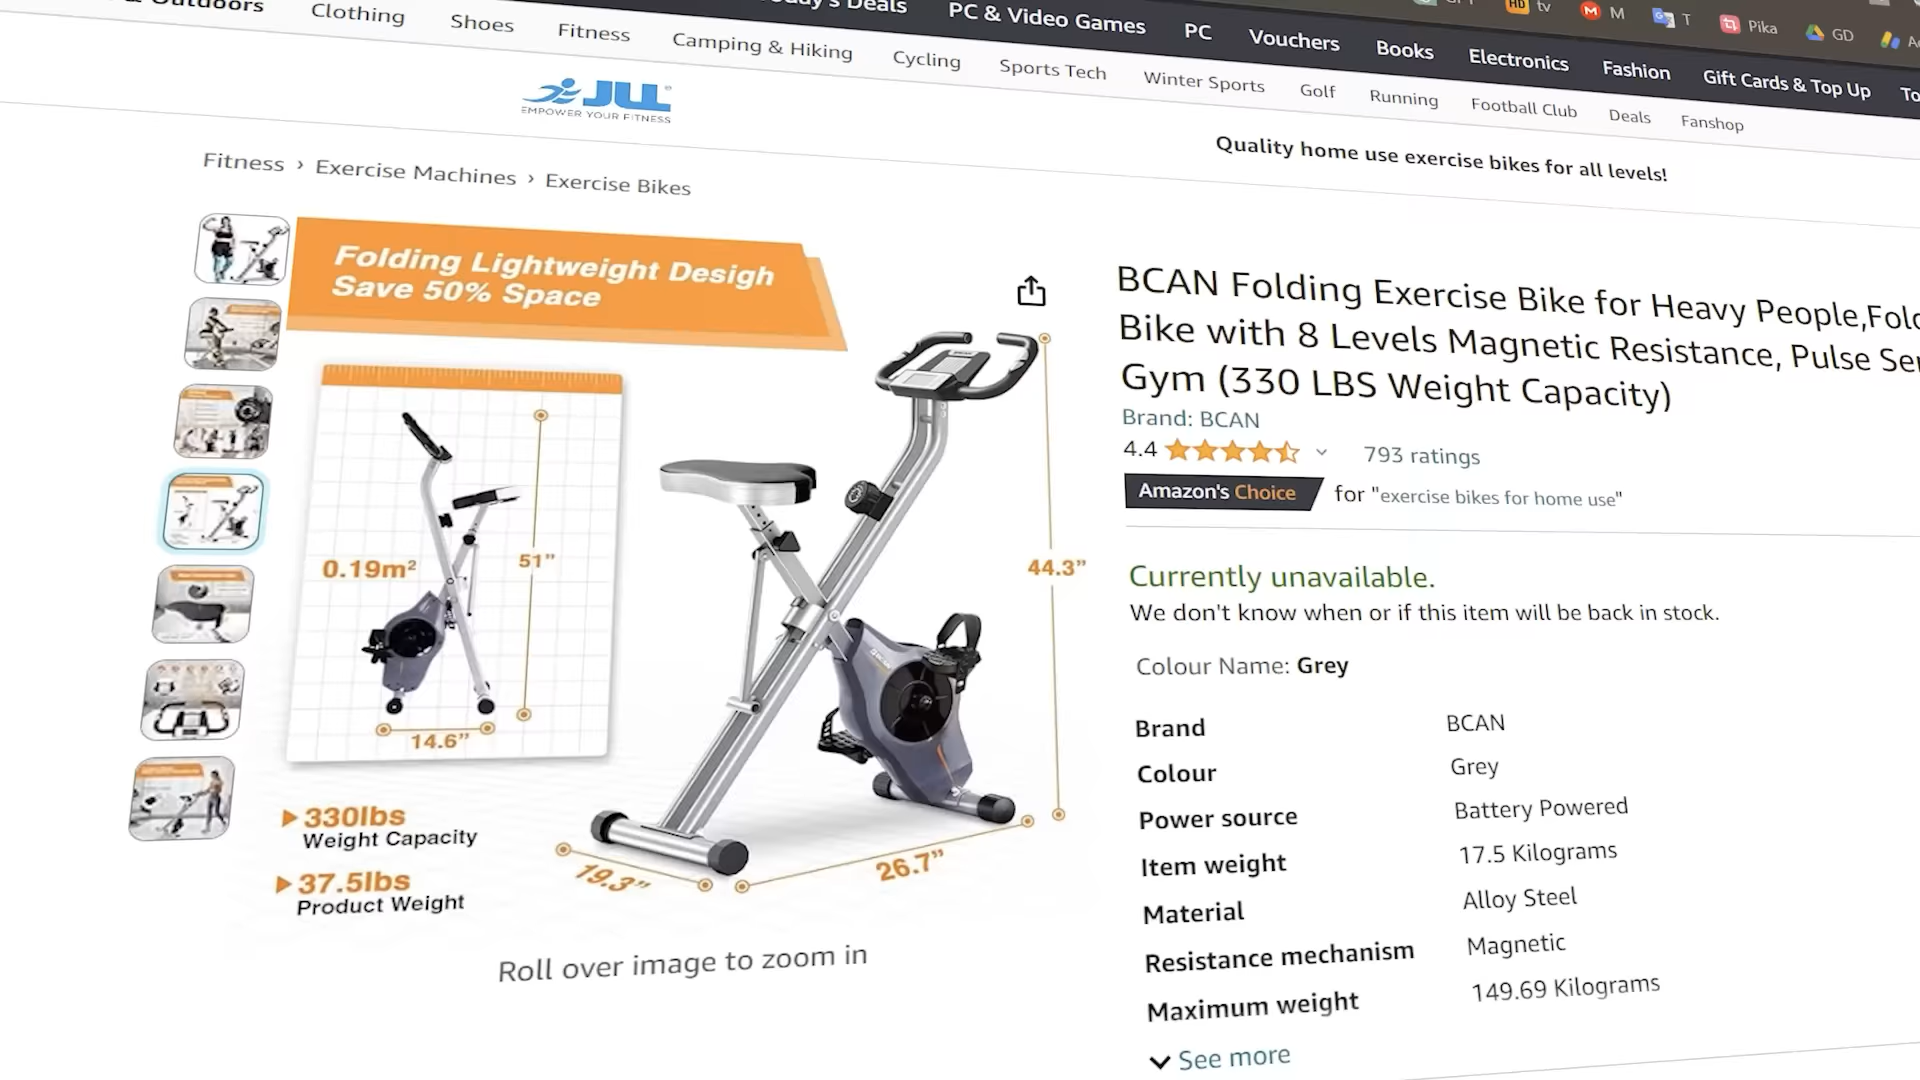 Outdoors
Clothing
Shoes
Fitness
Camping & Hiking
Cycling
Sports Tech
Winter Sports
Golf
Running
Football Club
Deals
Fanshop
Deals
PC & Video Games
PC
Vouchers
Books
Electronics
Fashion
Gift Cards & Top Up
HD tv
M M
T
Pika
GD
JLL
EMPOWER YOUR FITNESS
Quality home use exercise bikes for all levels!
Fitness › Exercise Machines › Exercise Bikes
Folding Lightweight Desigh
Save 50% Space
0.19m²
51”
14.6”
44.3”
19.3”
26.7”
330lbs
Weight Capacity
37.5lbs
Product Weight
Roll over image to zoom in
BCAN Folding Exercise Bike for Heavy People,Fol
Bike with 8 Levels Magnetic Resistance, Pulse Se
Gym (330 LBS Weight Capacity)
Brand: BCAN
4.4
793 ratings
Amazon's Choice for "exercise bikes for home use"
Currently unavailable.
We don't know when or if this item will be back in stock.
Colour Name: Grey
Brand BCAN
Colour Grey
Power source Battery Powered
Item weight 17.5 Kilograms
Material Alloy Steel
Resistance mechanism Magnetic
Maximum weight 149.69 Kilograms
See more